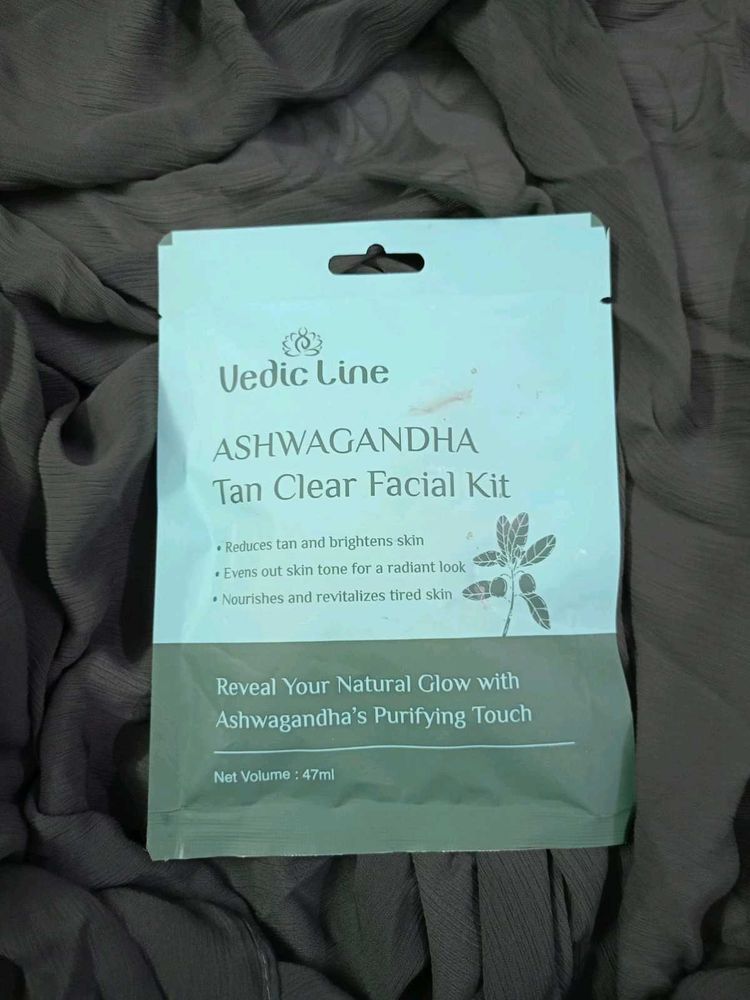 Vedic Line
ASHWAGANDHA
Tan Clear Facial Kit
• Reduces tan and brightens skin
• Evens out skin tone for a radiant look
• Nourishes and revitalizes tired skin
Reveal Your Natural Glow with
Ashwagandha's Purifying Touch
Net Volume : 47ml